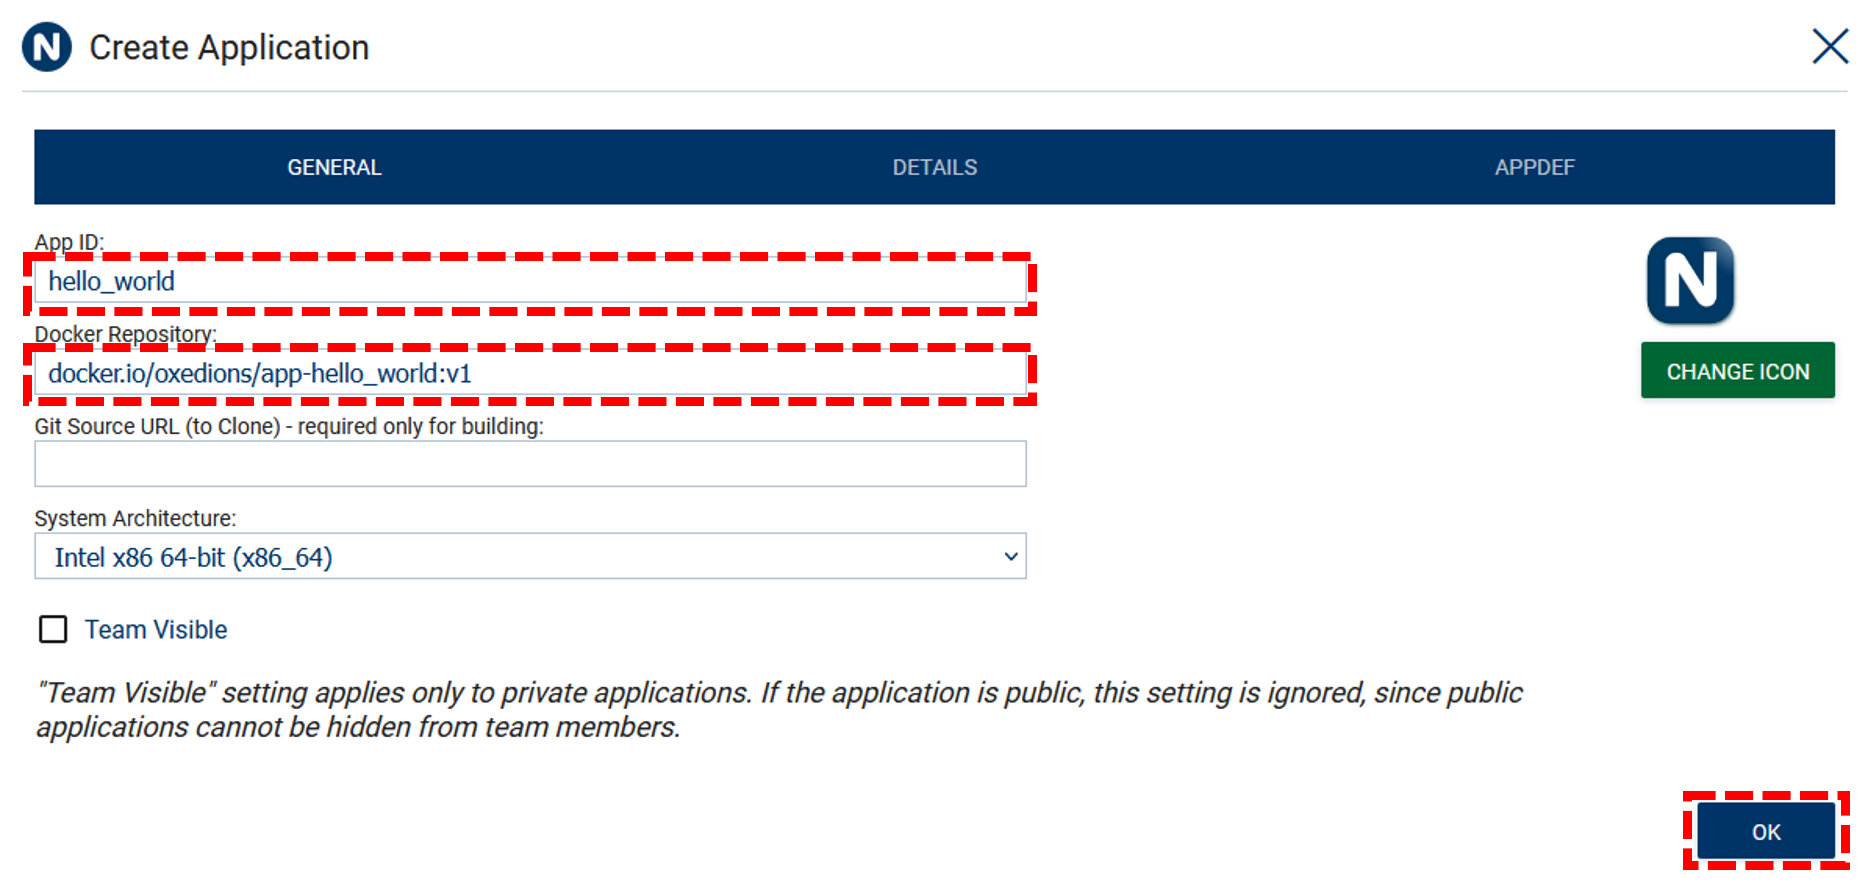 N Create Application
GENERAL DETAILS APPDEF
App ID:
hello_world
N
Docker Repository:
docker.io/oxedions/app-hello_world:v1
CHANGE ICON
Git Source URL (to Clone) - required only for building:
System Architecture:
Intel x86 64-bit (x86_64)
Team Visible
"Team Visible" setting applies only to private applications. If the application is public, this setting is ignored, since public
applications cannot be hidden from team members.
OK